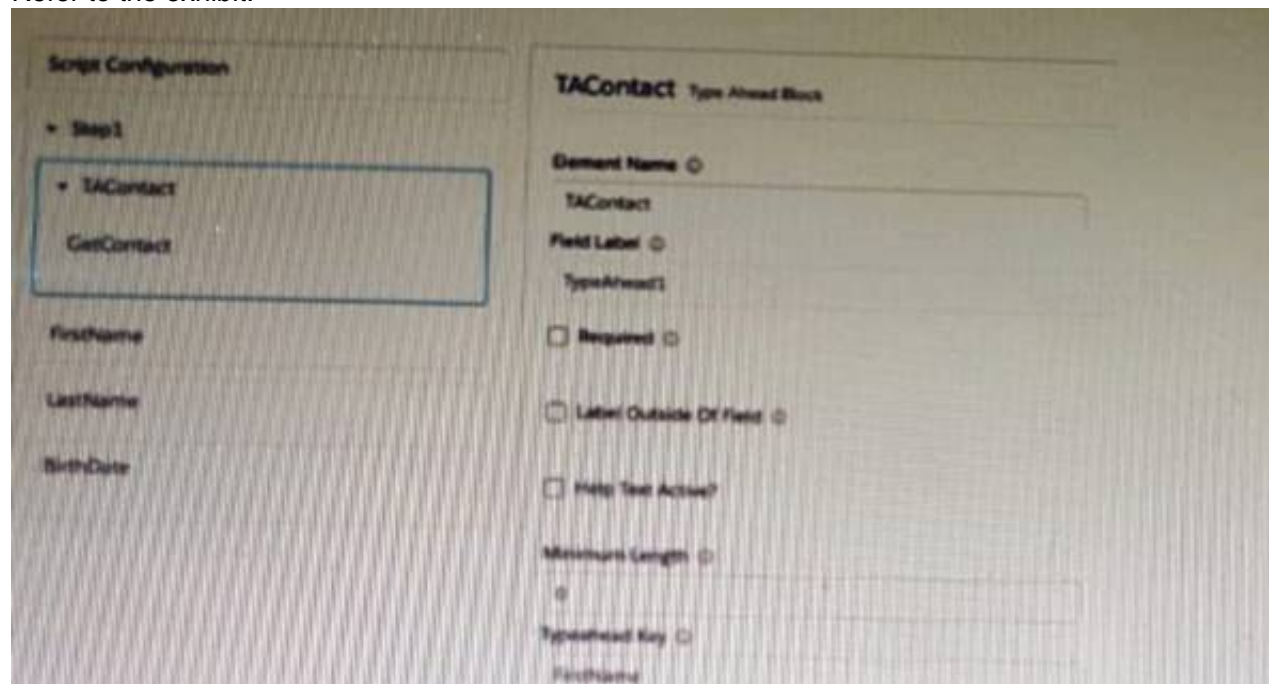 Refer to the exhibit.
Script Configuration
Step1
TAContact
GetContact
FirstName
LastName
BirthDate
TAContact Type Ahead Block
Element Name
TAContact
Field Label
TypeAhead1
Required
Label Outside Of Field
Help Text Active?
Minimum Length
0
Typeahead Key
FirstName